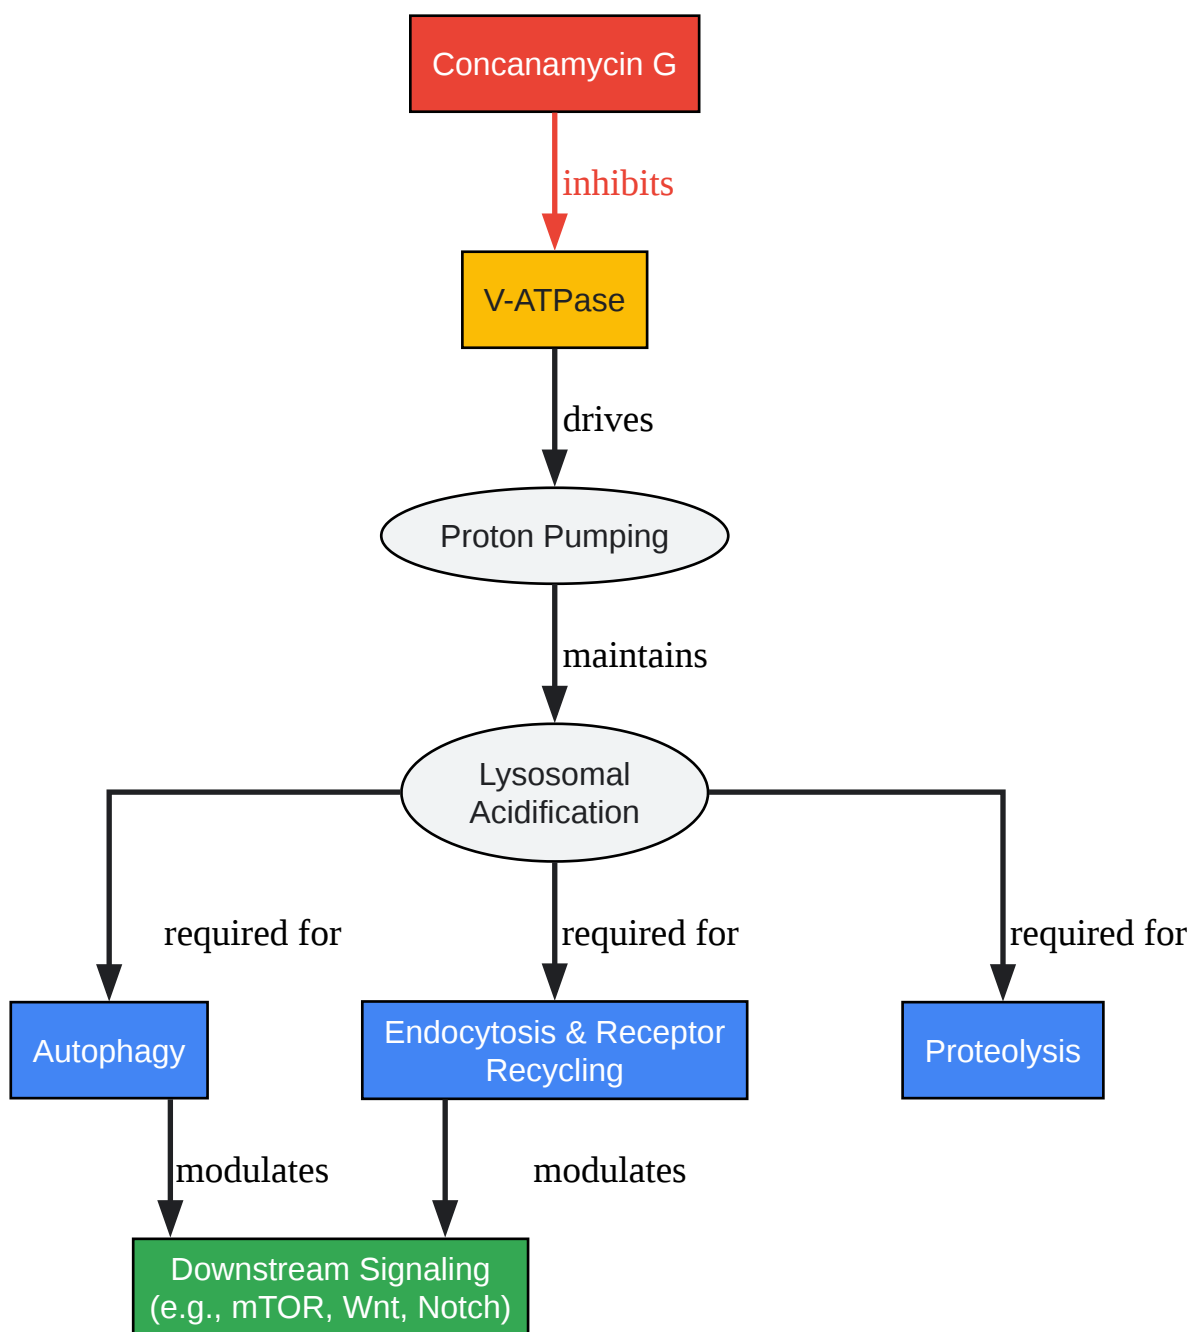 Concanamycin G
inhibits
V-ATPase
drives
Proton Pumping
maintains
Lysosomal
Acidification
required for
required for
required for
Autophagy
Endocytosis & Receptor
Recycling
Proteolysis
modulates
modulates
Downstream Signaling
(e.g., mTOR, Wnt, Notch)